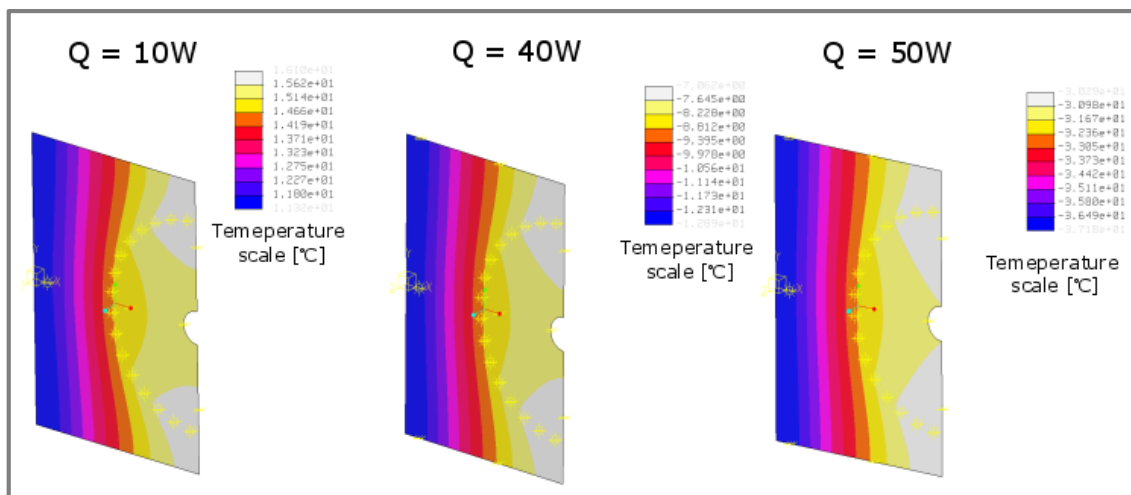 Q = 10W
Q = 40W
Q = 50W
1.610e+01
1.562e+01
1.514e+01
1.466e+01
1.419e+01
1.371e+01
1.323e+01
1.275e+01
1.227e+01
1.180e+01
1.132e+01
Temeperature
scale [°C]
-7.062e+00
-7.645e+00
-8.228e+00
-8.812e+00
-9.395e+00
-9.978e+00
-1.056e+01
-1.114e+01
-1.173e+01
-1.231e+01
-1.289e+01
Temeperature
scale [°C]
-3.029e+01
-3.098e+01
-3.167e+01
-3.236e+01
-3.305e+01
-3.373e+01
-3.442e+01
-3.511e+01
-3.580e+01
-3.649e+01
-3.718e+01
Temeperature
scale [°C]